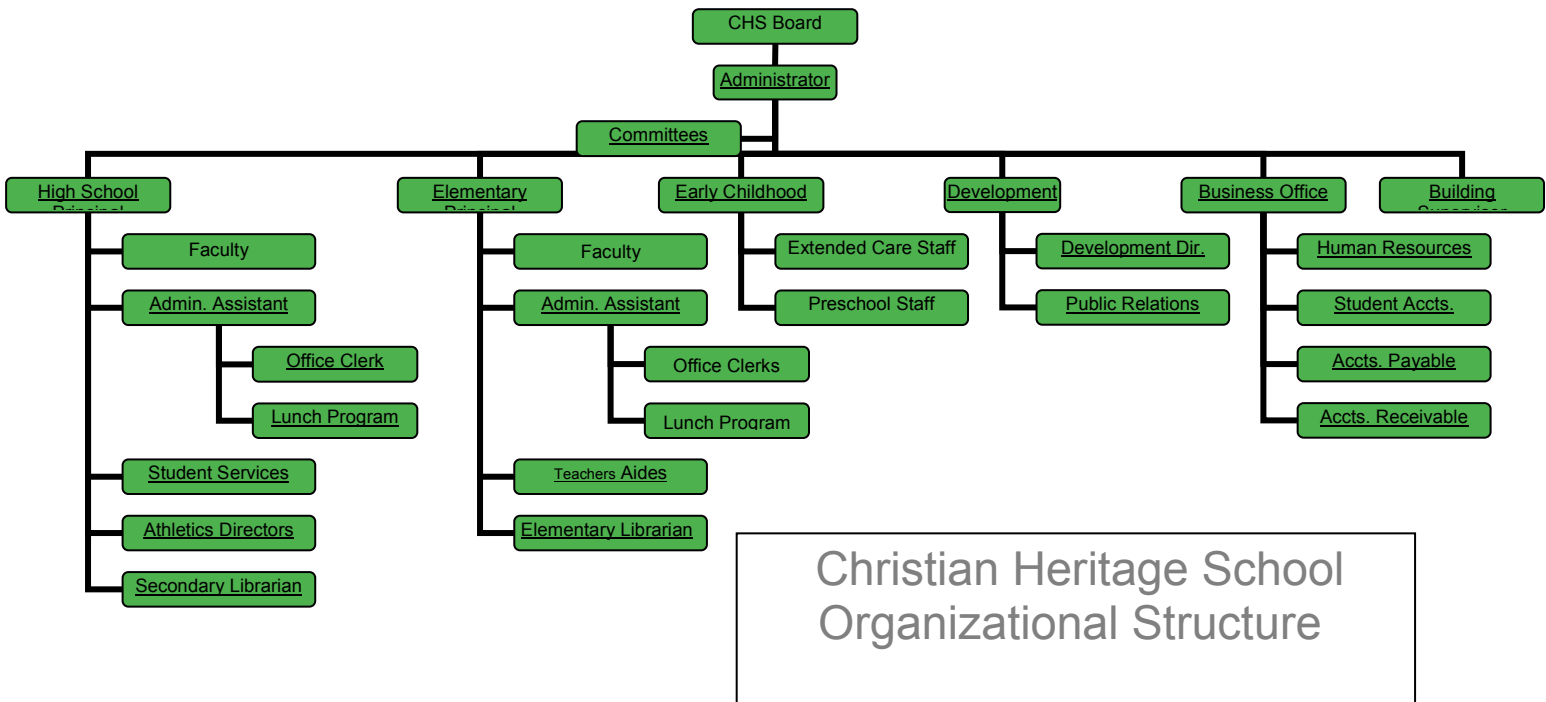 CHS Board
Administrator
Committees
High School
Principal
Elementary
Principal
Early Childhood
Development
Business Office
Building
Supervisor
Faculty
Admin. Assistant
Office Clerk
Lunch Program
Student Services
Athletics Directors
Secondary Librarian
Faculty
Admin. Assistant
Office Clerks
Lunch Program
Teachers Aides
Elementary Librarian
Extended Care Staff
Preschool Staff
Development Dir.
Public Relations
Human Resources
Student Accts.
Accts. Payable
Accts. Receivable
Christian Heritage School
Organizational Structure